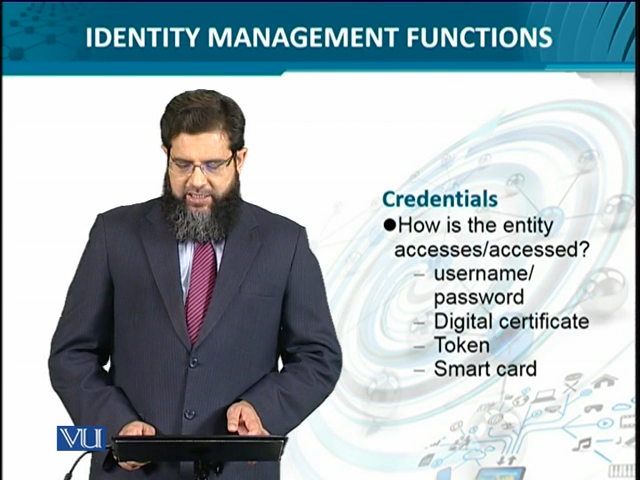 IDENTITY MANAGEMENT FUNCTIONS
Credentials
●How is the entity
accesses/accessed?
– username/
password
– Digital certificate
– Token
– Smart card
VU